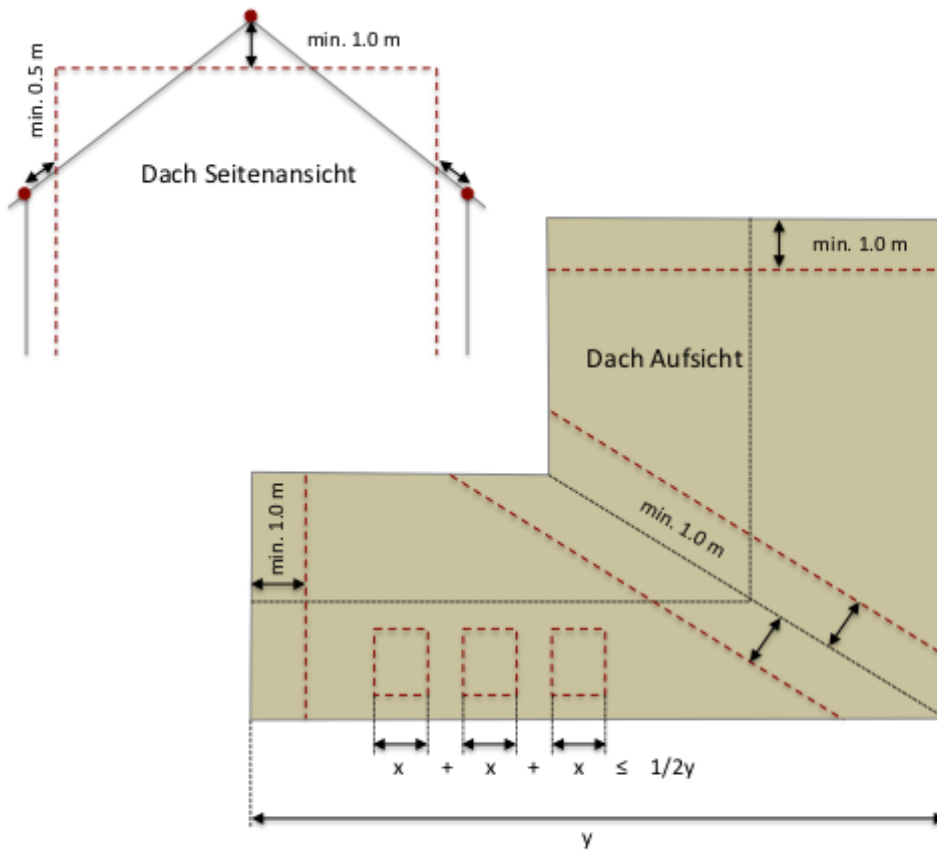 min. 1.0 m
min. 0.5 m
Dach Seitenansicht
min. 1.0 m
Dach Aufsicht
min. 1.0 m
min. 1.0 m
x + x + x ≤ 1/2y
y